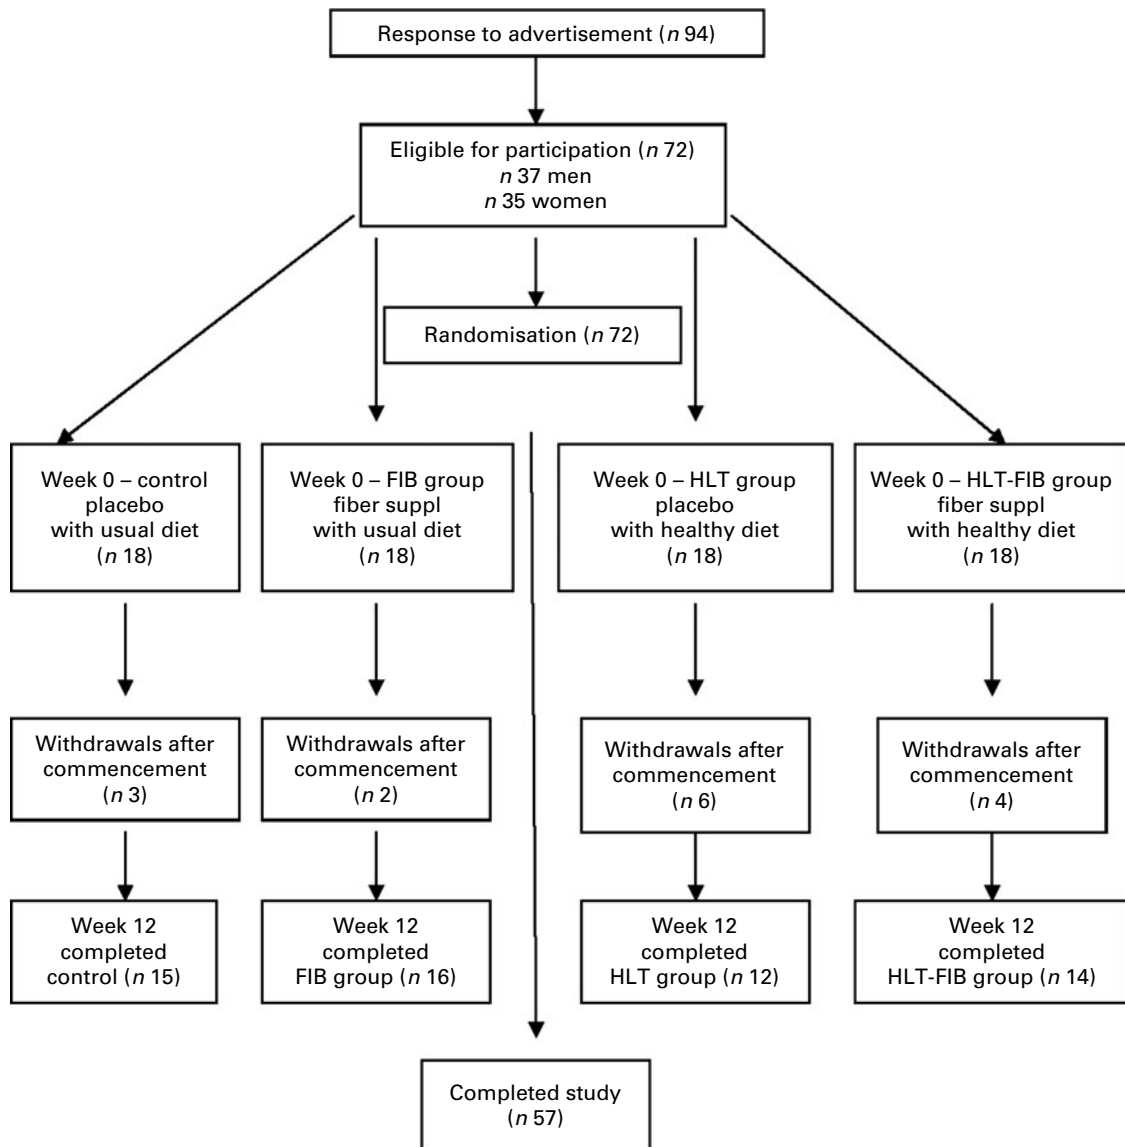 Response to advertisement (n 94)
Eligible for participation (n 72)
n 37 men
n 35 women
Randomisation (n 72)
Week 0 – control
placebo
with usual diet
(n 18)
Week 0 – FIB group
fiber suppl
with usual diet
(n 18)
Week 0 – HLT group
placebo
with healthy diet
(n 18)
Week 0 – HLT-FIB group
fiber suppl
with healthy diet
(n 18)
Withdrawals after
commencement
(n 3)
Withdrawals after
commencement
(n 2)
Withdrawals after
commencement
(n 6)
Withdrawals after
commencement
(n 4)
Week 12
completed
control (n 15)
Week 12
completed
FIB group (n 16)
Week 12
completed
HLT group (n 12)
Week 12
completed
HLT-FIB group (n 14)
Completed study
(n 57)